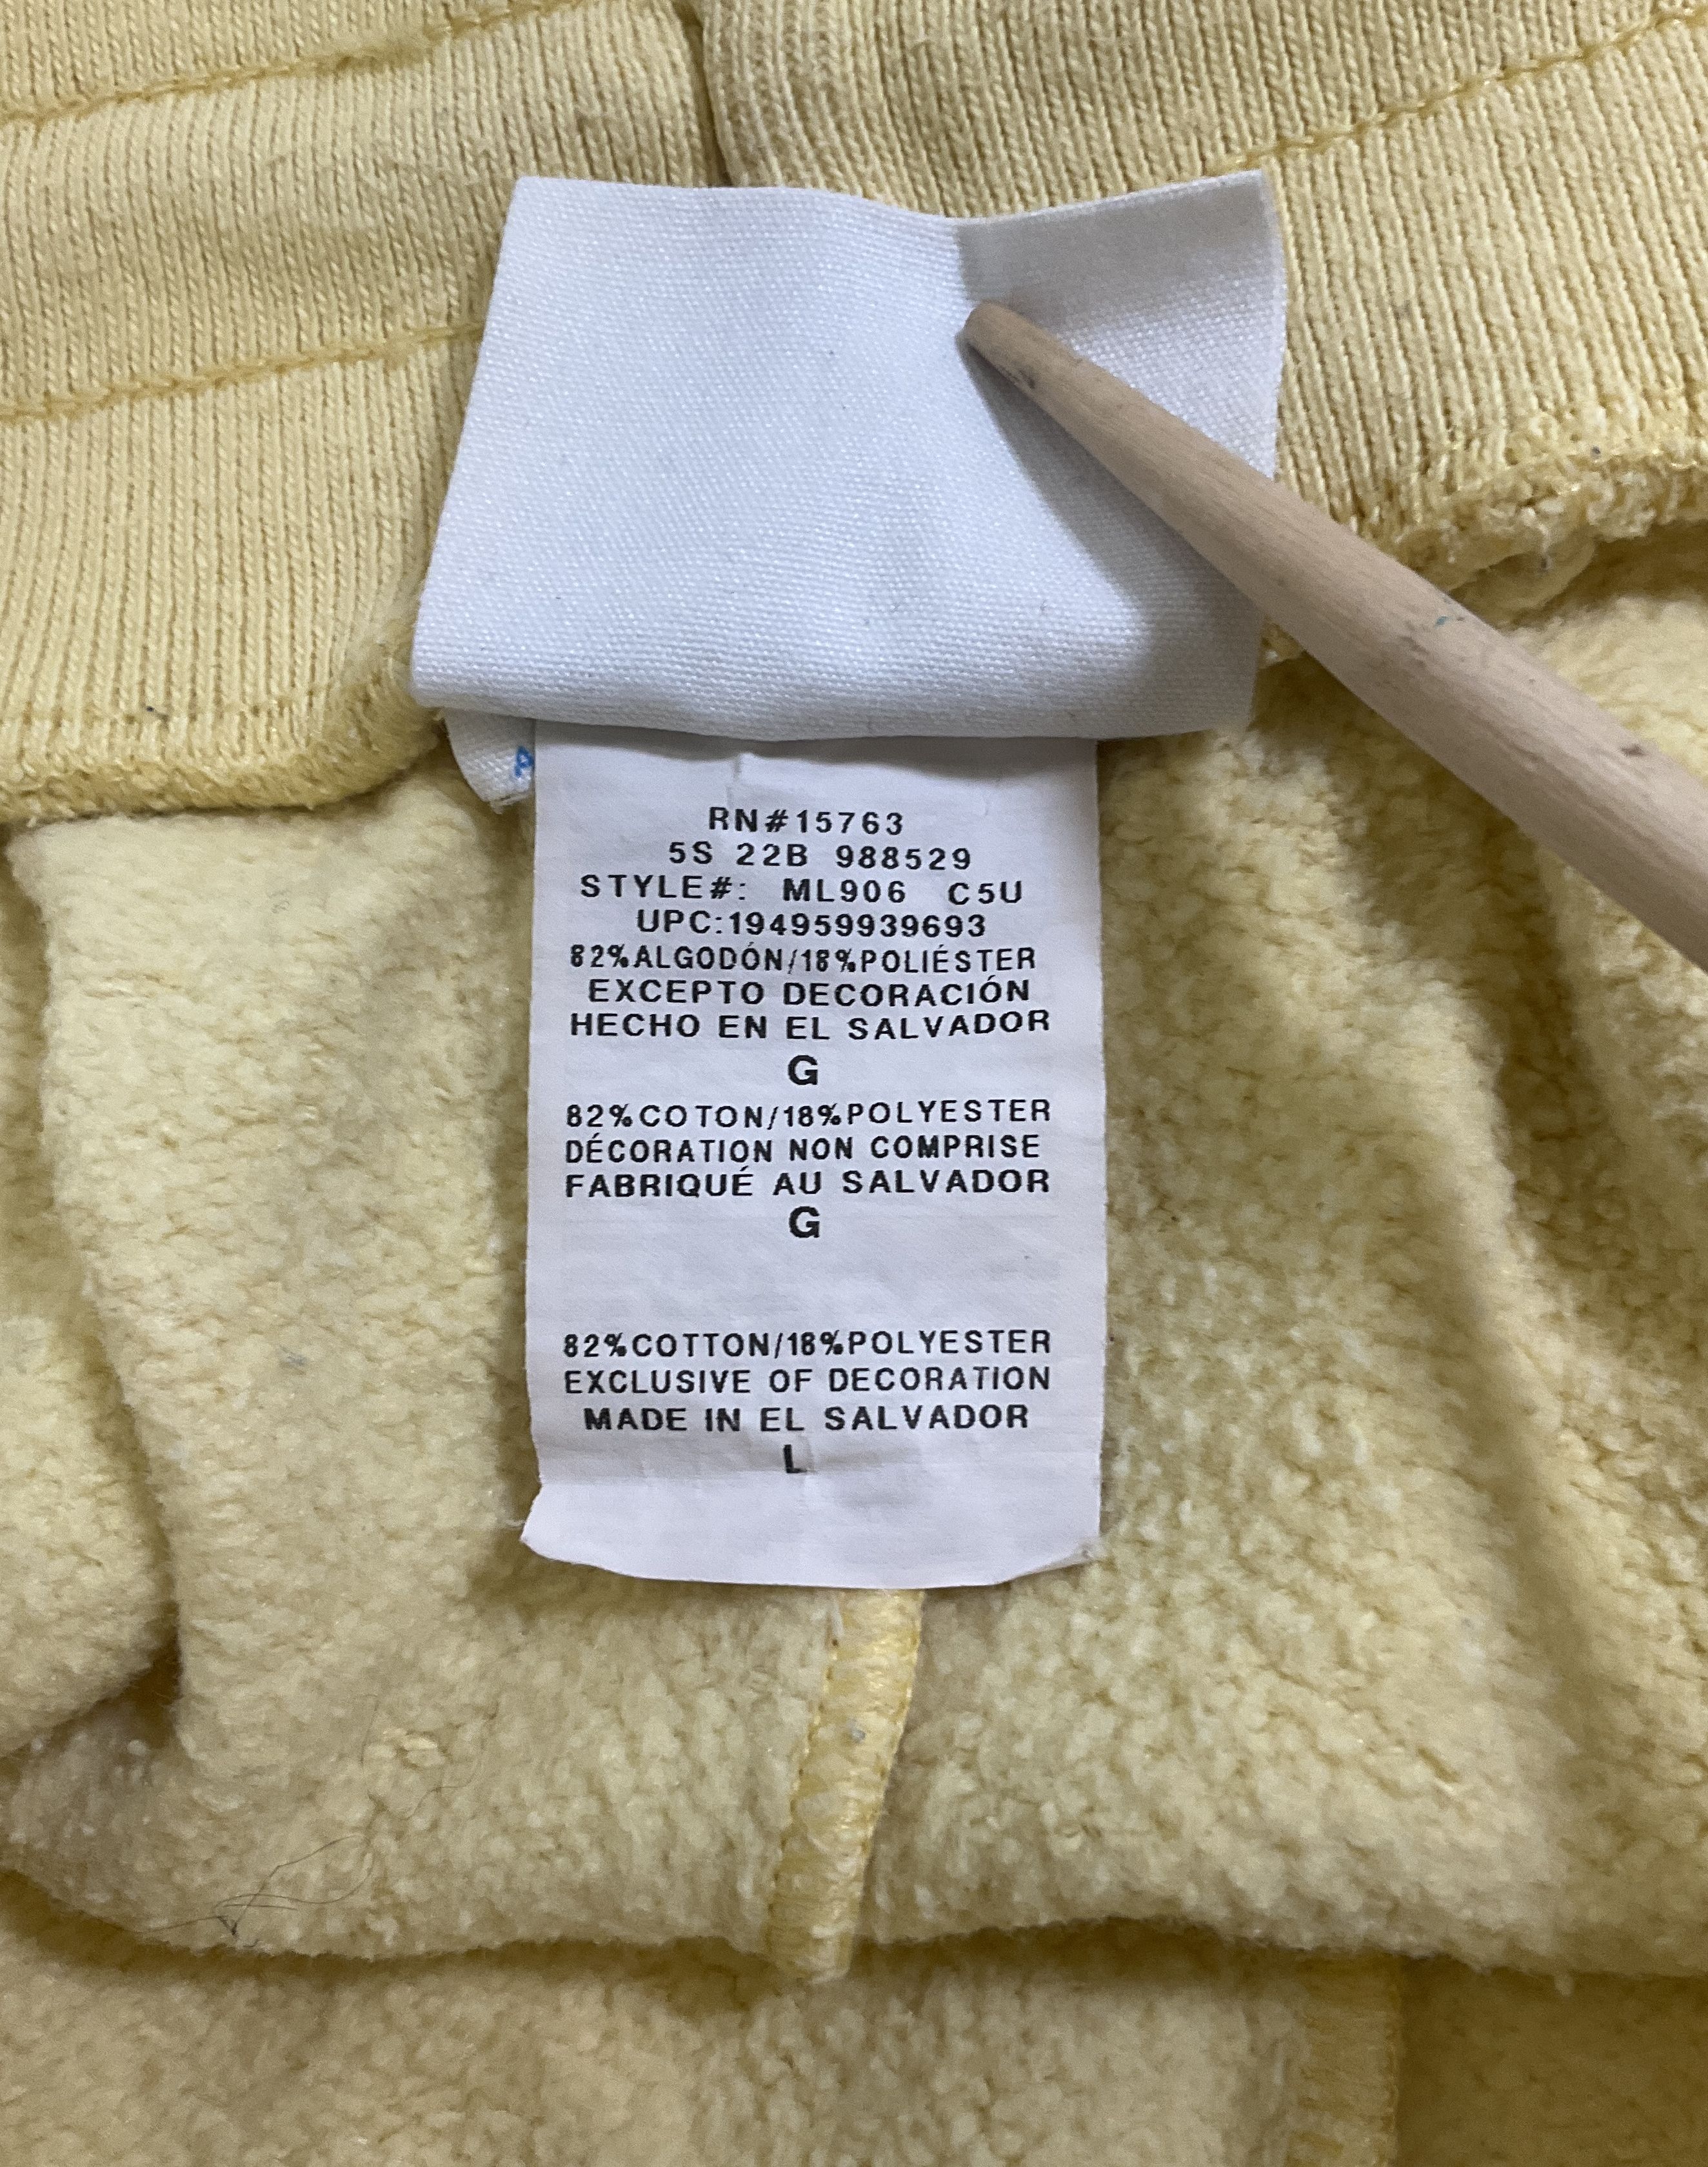 RN#15763
5S 22B 988529
STYLE#: ML906 C5U
UPC:194959939693
82%ALGODÓN/18%POLIÉSTER
EXCEPTO DECORACIÓN
HECHO EN EL SALVADOR
G
82%COTON/18%POLYESTER
DÉCORATION NON COMPRISE
FABRIQUÉ AU SALVADOR
G
82%COTTON/18%POLYESTER
EXCLUSIVE OF DECORATION
MADE IN EL SALVADOR
L